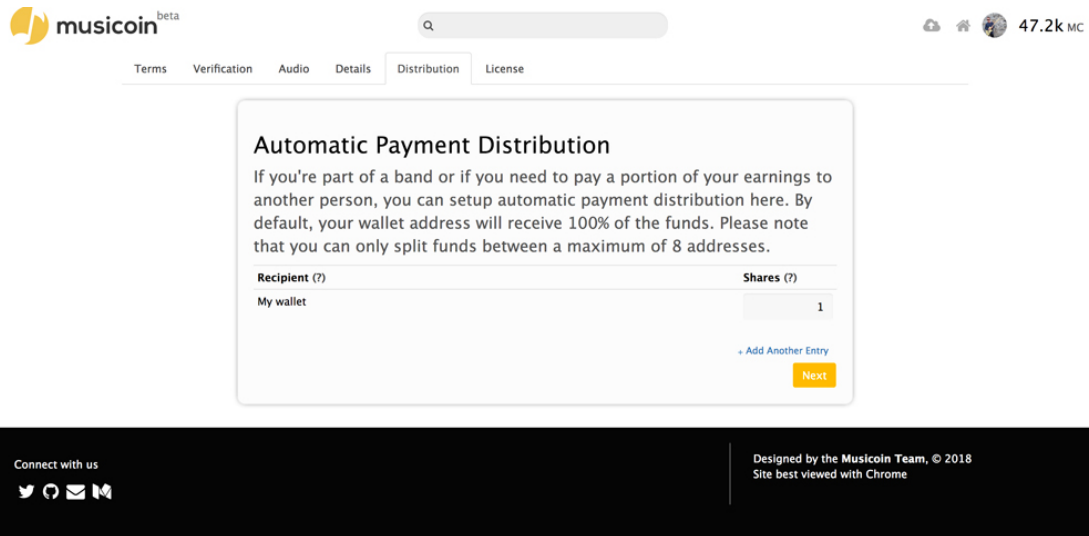 musicoin beta
47.2k MC
Terms Verification Audio Details Distribution License
Automatic Payment Distribution
If you're part of a band or if you need to pay a portion of your earnings to
another person, you can setup automatic payment distribution here. By
default, your wallet address will receive 100% of the funds. Please note
that you can only split funds between a maximum of 8 addresses.
Recipient (?) Shares (?)
My wallet 1
+ Add Another Entry
Next
Connect with us
Designed by the Musicoin Team, © 2018
Site best viewed with Chrome